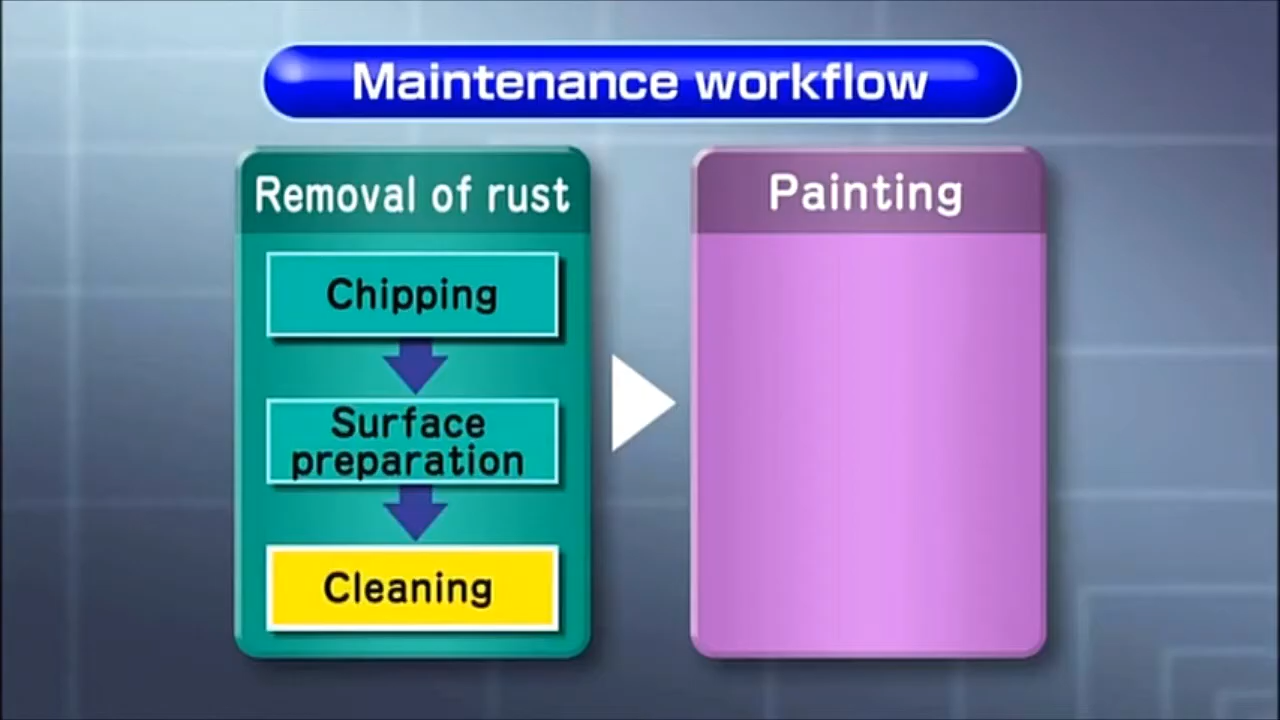 Maintenance workflow
Removal of rust
Chipping
Surface
preparation
Cleaning
Painting